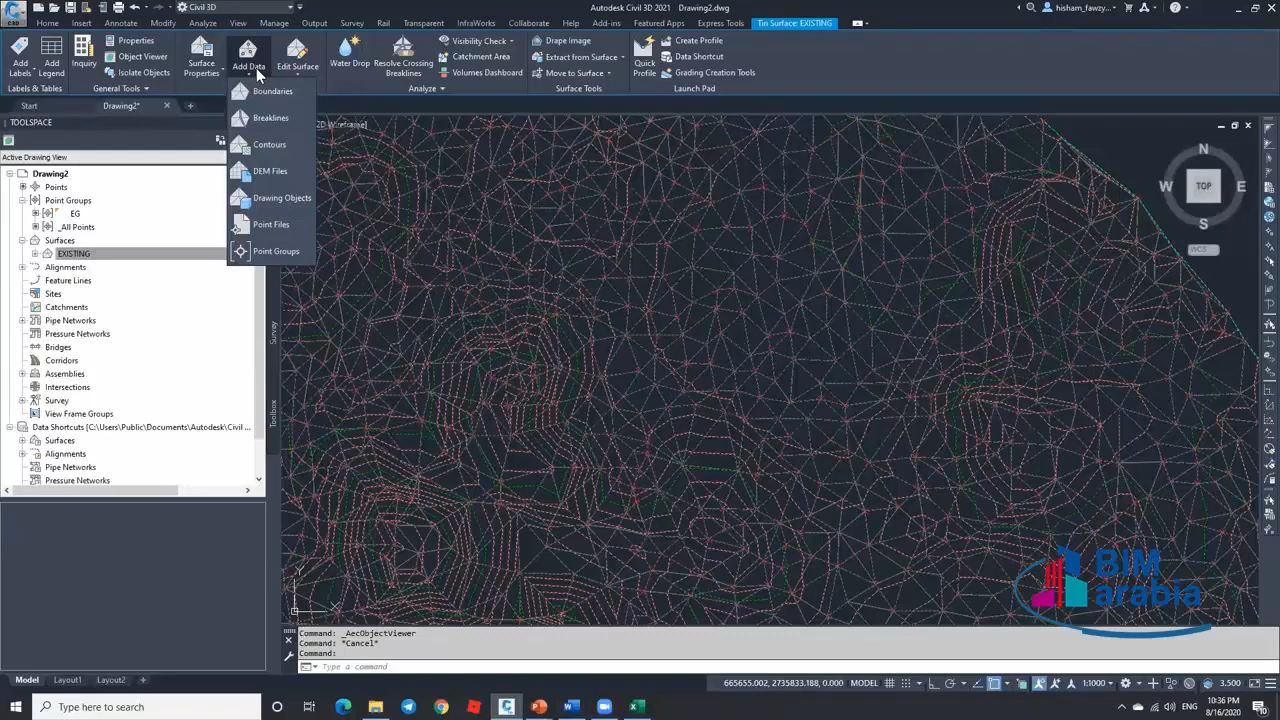 Civil 3D
Autodesk Civil 3D 2021 Drawing2.dwg
hisham_fawzy...
Home
Insert
Annotate
Modify
Analyze
View
Manage
Output
Survey
Rail
Transparent
InfraWorks
Collaborate
Help
Add-ins
Featured Apps
Express Tools
Tin Surface: EXISTING
Add
Labels
Add
Legend
Inquiry
Properties
Object Viewer
Isolate Objects
Surface
Properties
Add Data
Edit Surface
Water Drop
Resolve Crossing
Breaklines
Visibility Check
Catchment Area
Volumes Dashboard
Drape Image
Extract from Surface
Move to Surface
Quick
Profile
Create Profile
Data Shortcut
Grading Creation Tools
Labels & Tables
General Tools
Analyze
Surface Tools
Launch Pad
Start
Drawing2*
TOOLSPACE
Active Drawing View
Drawing2
Points
Point Groups
EG
_All Points
Surfaces
EXISTING
Alignments
Feature Lines
Sites
Catchments
Pipe Networks
Pressure Networks
Bridges
Corridors
Assemblies
Intersections
Survey
View Frame Groups
Data Shortcuts [C:\Users\Public\Documents\Autodesk\Civil ...
Surfaces
Alignments
Pipe Networks
Pressure Networks
Boundaries
Breaklines
Contours
DEM Files
Drawing Objects
Point Files
Point Groups
2D Wireframe]
Survey
Toolbox
N
W
TOP
E
S
WCS
BIM
arabia
Command: _AecObjectViewer
Command: *Cancel*
Command:
Type a command
Model
Layout1
Layout2
665655.002, 2735833.188, 0.000
MODEL
1:1000
3.500
Type here to search
ENG
10:36 PM
8/16/2020